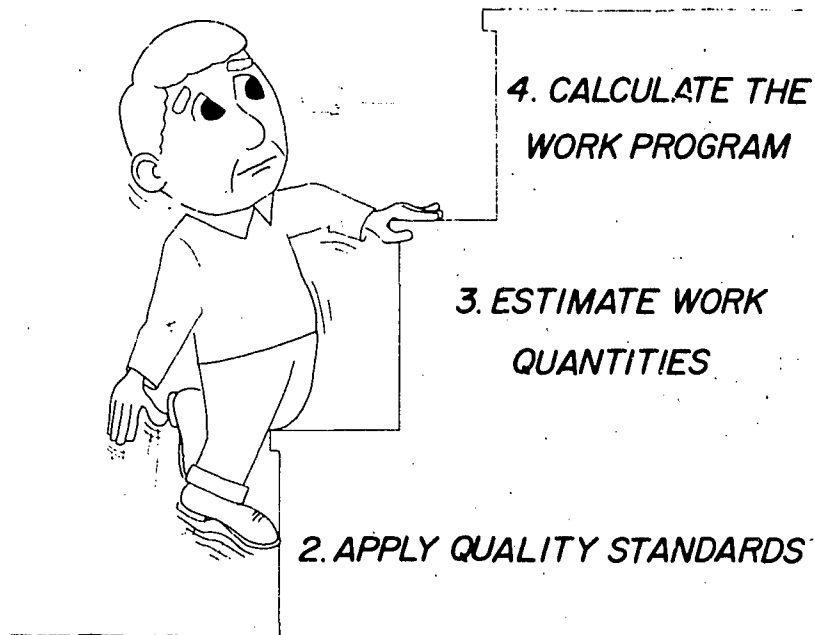 4. CALCULATE THE
WORK PROGRAM
3. ESTIMATE WORK
QUANTITIES
2. APPLY QUALITY STANDARDS